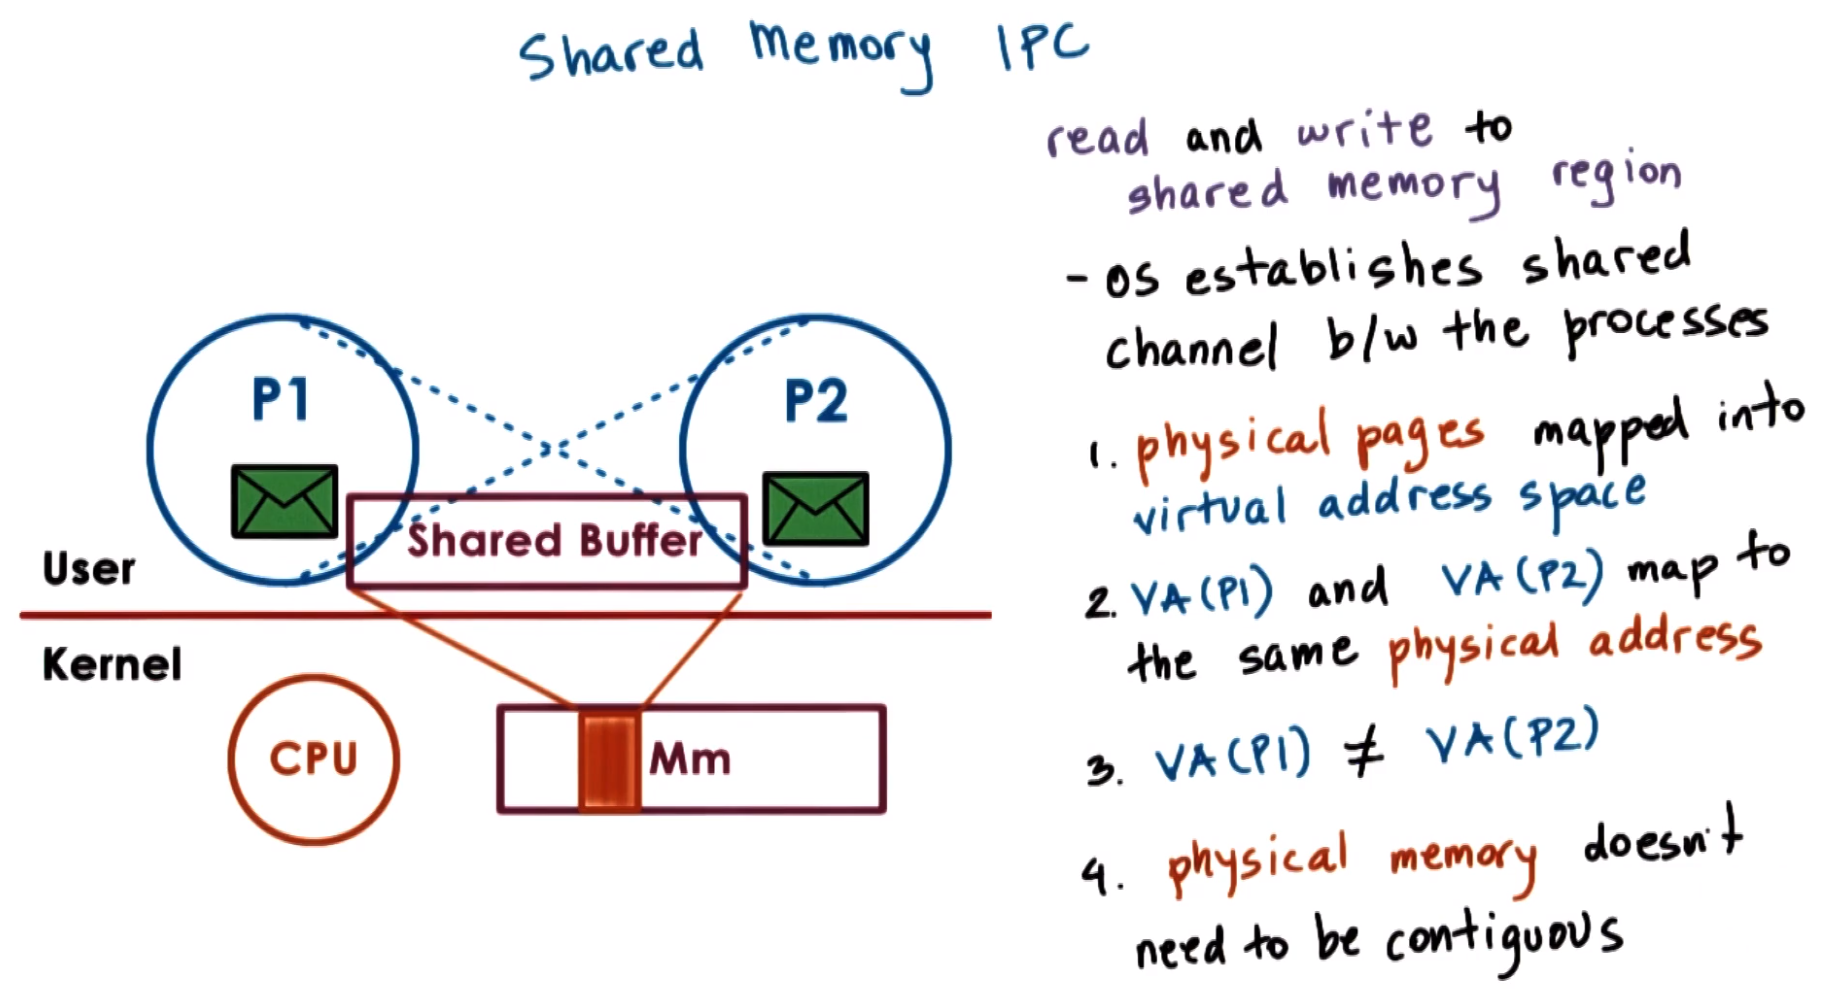 Shared Memory IPC
read and write to
shared memory region
- OS establishes shared
channel b/w the processes
1. physical pages mapped into
virtual address space
2. VA(P1) and VA(P2) map to
the same physical address
3. VA(P1) ≠ VA(P2)
4. physical memory doesn't
need to be contiguous
P1
P2
Shared Buffer
User
Kernel
CPU
Mm